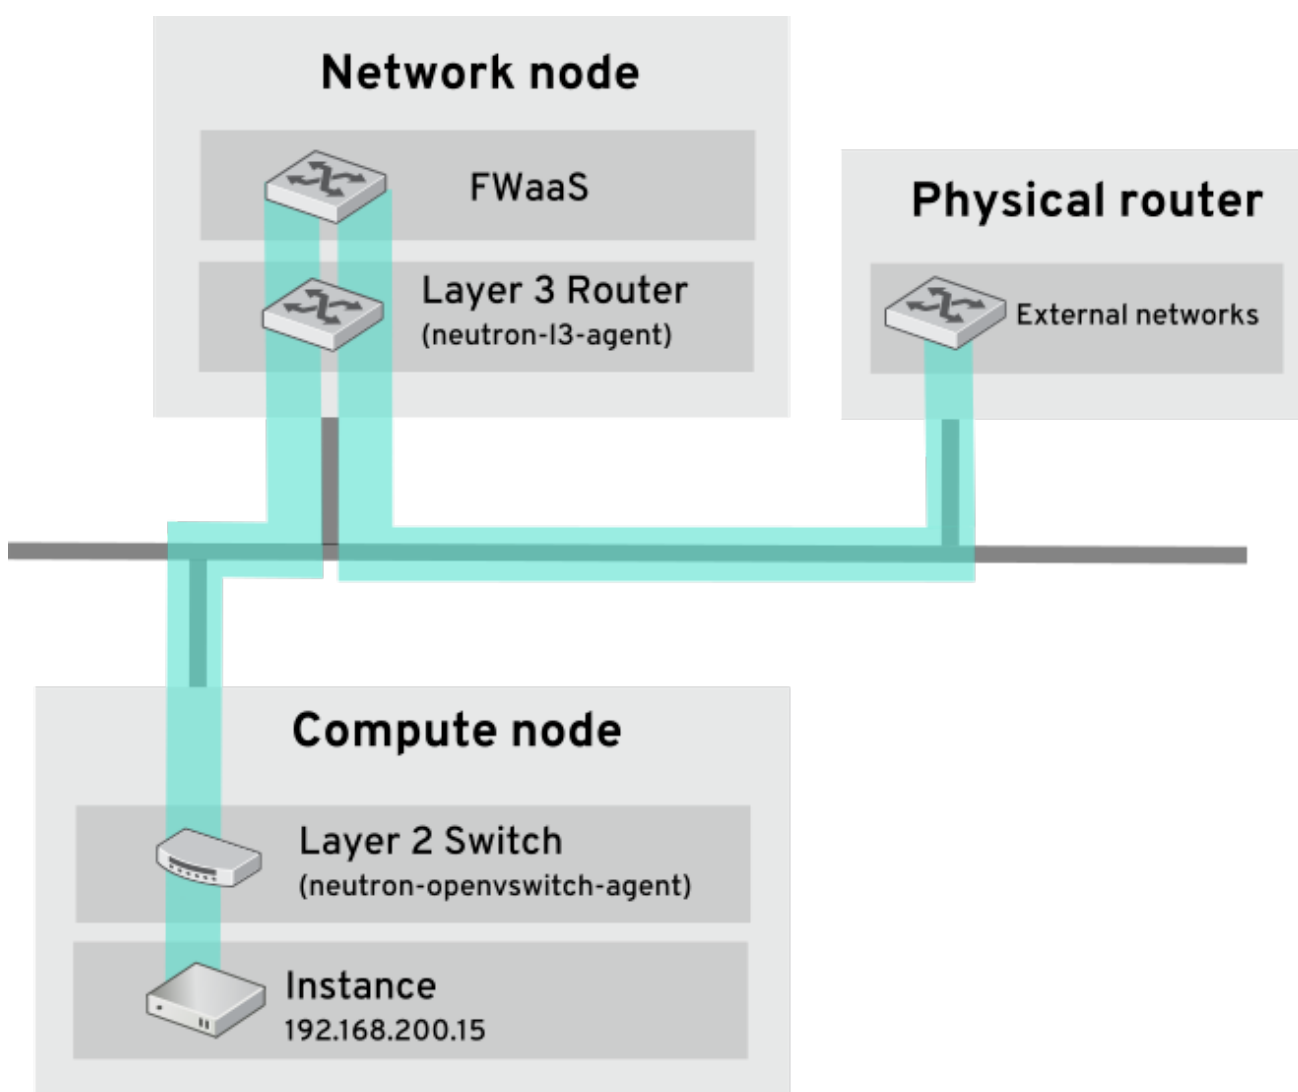 Network node
FWaaS
Layer 3 Router
(neutron-l3-agent)
Physical router
External networks
Compute node
Layer 2 Switch
(neutron-openvswitch-agent)
Instance
192.168.200.15